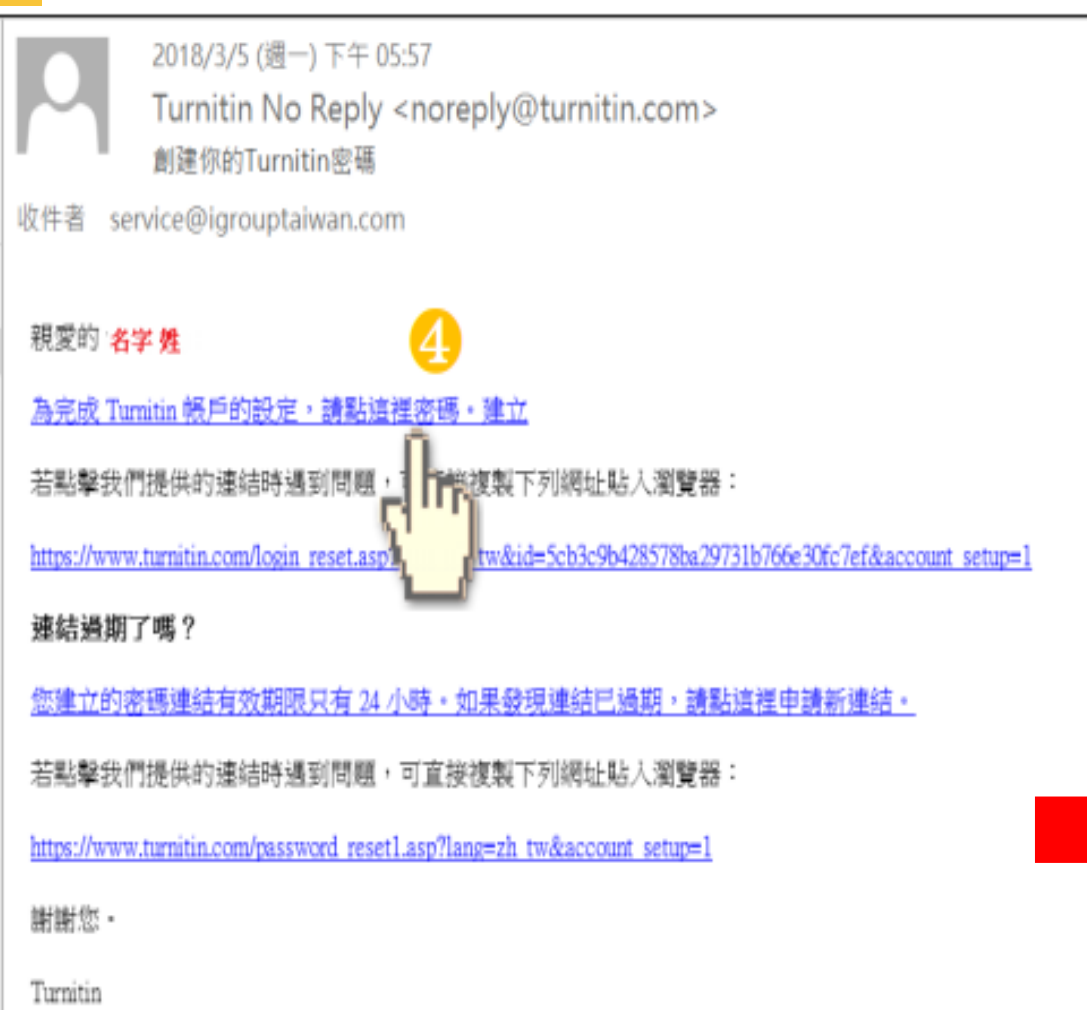 2018/3/5 (週一) 下午 05:57
Turnitin No Reply <noreply@turnitin.com>
創建你的Turnitin密碼
收件者 service@igrouptaiwan.com
親愛的 名字 姓
4
為完成 Turnitin 帳戶的設定，請點這裡密碼。建立
若點擊我們提供的連結時遇到問題，可 接複製下列網址貼入瀏覽器：
https://www.turnitin.com/login_reset.asp tw&id=5cb3c9b428578ba29731b766e30fc7ef&account_setup=1
連結過期了嗎？
您建立的密碼連結有效期限只有 24 小時。如果發現連結已過期，請點這裡申請新連結。
若點擊我們提供的連結時遇到問題，可直接複製下列網址貼入瀏覽器：
https://www.turnitin.com/password_reset1.asp?lang=zh_tw&account_setup=1
謝謝您。
Turnitin